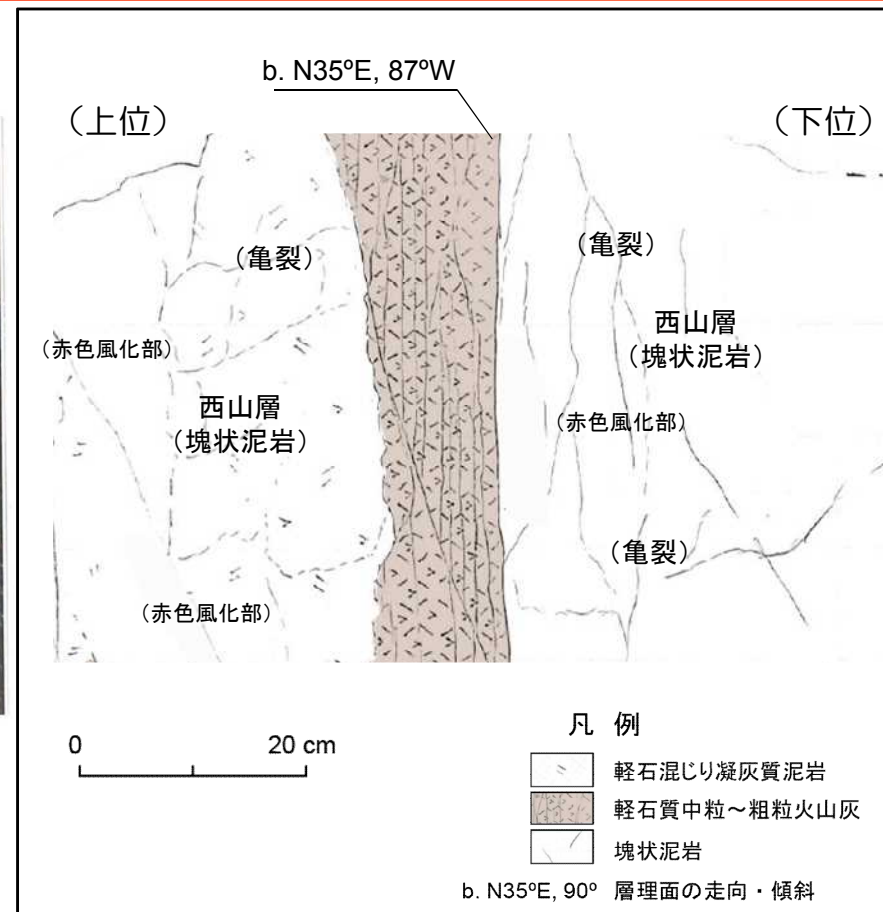 b. N35°E, 87°W
（上位）
（下位）
（亀裂）
（亀裂）
西山層
（塊状泥岩）
（赤色風化部）
西山層
（塊状泥岩）
（赤色風化部）
（亀裂）
（赤色風化部）
0 20 cm
凡 例
軽石混じり凝灰質泥岩
軽石質中粒～粗粒火山灰
塊状泥岩
b. N35°E, 90° 層理面の走向・傾斜